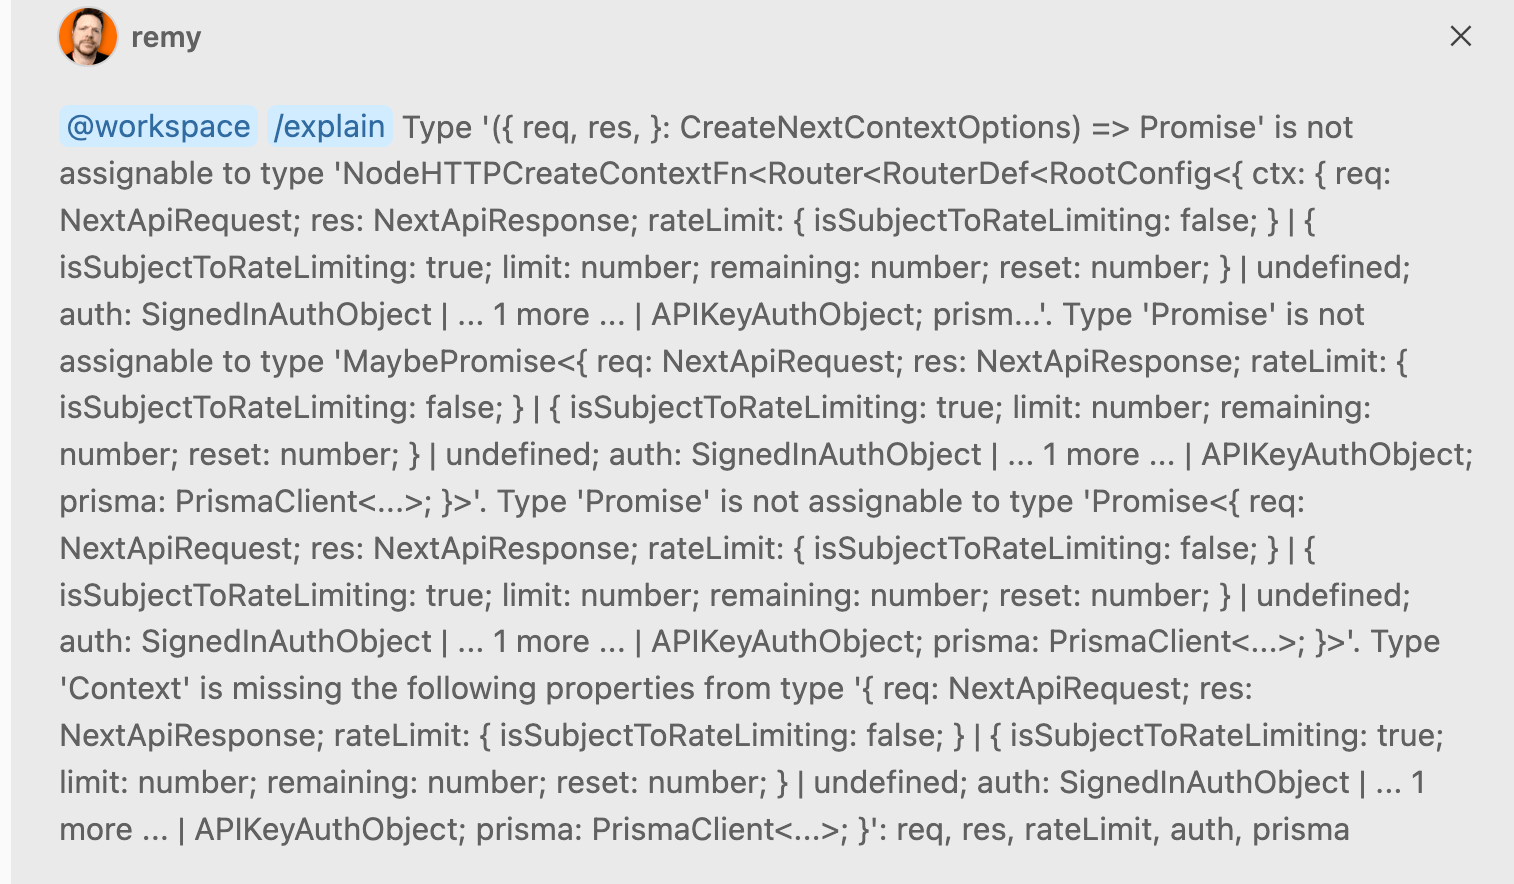 remy
@workspace /explain Type '({ req, res, }: CreateNextContextOptions) => Promise' is not
assignable to type 'NodeHTTPCreateContextFn<Router<RouterDef<RootConfig<{ ctx: { req:
NextApiRequest; res: NextApiResponse; rateLimit: { isSubjectToRateLimiting: false; } | {
isSubjectToRateLimiting: true; limit: number; remaining: number; reset: number; } | undefined;
auth: SignedInAuthObject | ... 1 more ... | APIKeyAuthObject; prism...'. Type 'Promise' is not
assignable to type 'MaybePromise<{ req: NextApiRequest; res: NextApiResponse; rateLimit: {
isSubjectToRateLimiting: false; } | { isSubjectToRateLimiting: true; limit: number; remaining:
number; reset: number; } | undefined; auth: SignedInAuthObject | ... 1 more ... | APIKeyAuthObject;
prisma: PrismaClient<...>; }>'. Type 'Promise' is not assignable to type 'Promise<{ req:
NextApiRequest; res: NextApiResponse; rateLimit: { isSubjectToRateLimiting: false; } | {
isSubjectToRateLimiting: true; limit: number; remaining: number; reset: number; } | undefined;
auth: SignedInAuthObject | ... 1 more ... | APIKeyAuthObject; prisma: PrismaClient<...>; }>'. Type
'Context' is missing the following properties from type '{ req: NextApiRequest; res:
NextApiResponse; rateLimit: { isSubjectToRateLimiting: false; } | { isSubjectToRateLimiting: true;
limit: number; remaining: number; reset: number; } | undefined; auth: SignedInAuthObject | ... 1
more ... | APIKeyAuthObject; prisma: PrismaClient<...>; }': req, res, rateLimit, auth, prisma